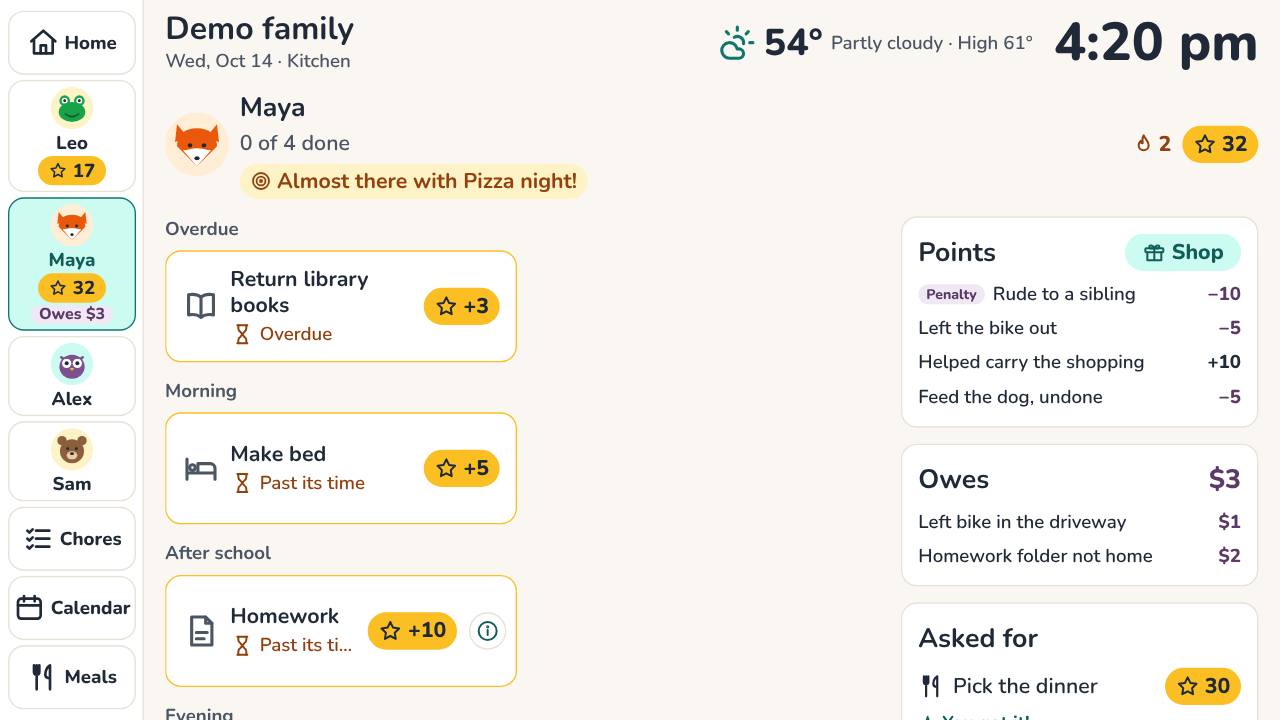 Home
Leo
17
Maya
32
Owes $3
Alex
Sam
Chores
Calendar
Meals
Demo family
Wed, Oct 14 · Kitchen
54° Partly cloudy · High 61° 4:20 pm
Maya
0 of 4 done
Almost there with Pizza night!
2 32
Overdue
Return library
books
Overdue
+3
Morning
Make bed
Past its time
+5
After school
Homework
Past its ti...
+10
Evening
Points Shop
Penalty Rude to a sibling −10
Left the bike out −5
Helped carry the shopping +10
Feed the dog, undone −5
Owes $3
Left bike in the driveway $1
Homework folder not home $2
Asked for
Pick the dinner 30
You got it!